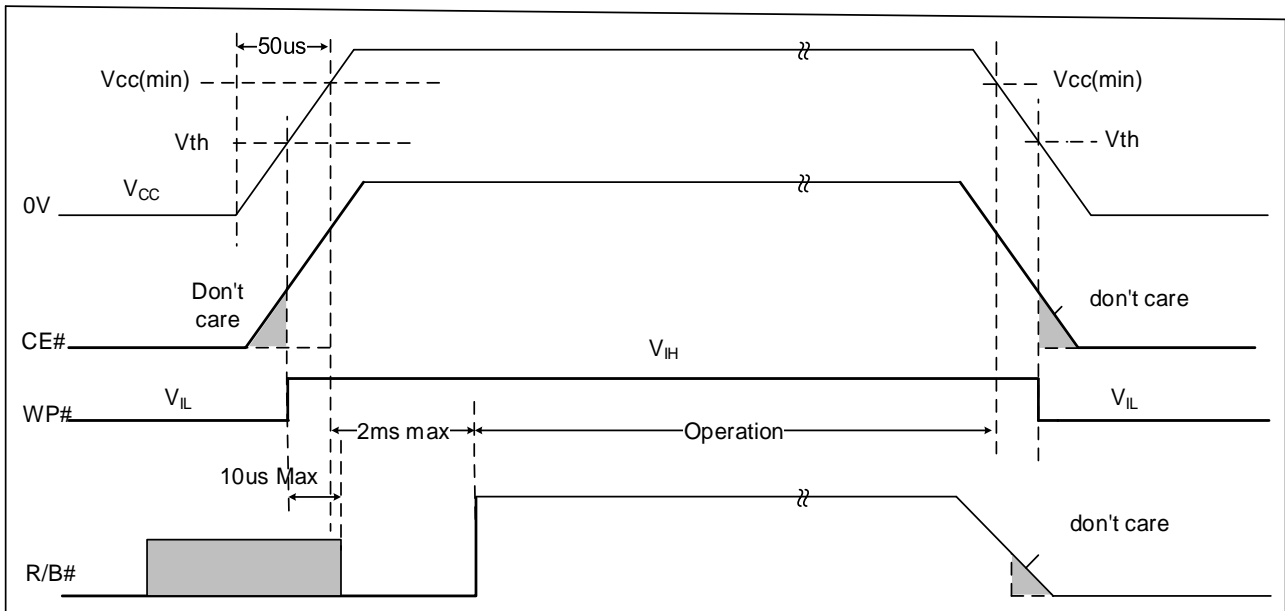 50us
Vcc(min)
Vcc(min)
Vth
Vth
VCC
0V
Don't
care
don't care
CE#
VIH
VIL
VIL
WP#
2ms max
Operation
10us Max
don't care
R/B#